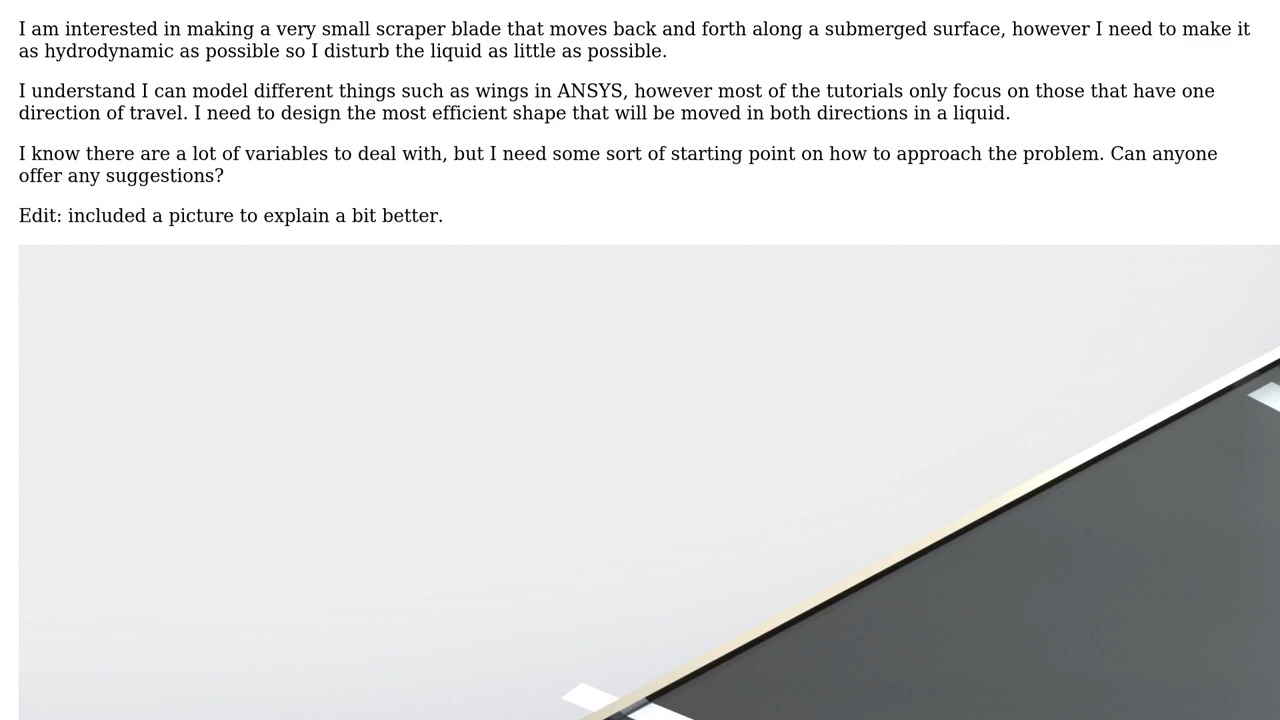 I am interested in making a very small scraper blade that moves back and forth along a submerged surface, however I need to make it
as hydrodynamic as possible so I disturb the liquid as little as possible.
I understand I can model different things such as wings in ANSYS, however most of the tutorials only focus on those that have one
direction of travel. I need to design the most efficient shape that will be moved in both directions in a liquid.
I know there are a lot of variables to deal with, but I need some sort of starting point on how to approach the problem. Can anyone
offer any suggestions?
Edit: included a picture to explain a bit better.